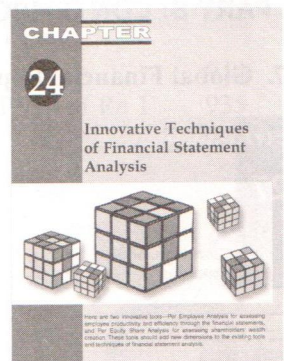 CHAPTER
24
Innovative Techniques
of Financial Statement
Analysis
Here are two innovative tools—Per Employee Analysis for assessing
employee productivity and efficiency through the financial statements,
and Per Equity Share Analysis for assessing shareholders' wealth
creation. These tools should add new dimensions to the existing tools
and techniques of financial statement analysis.